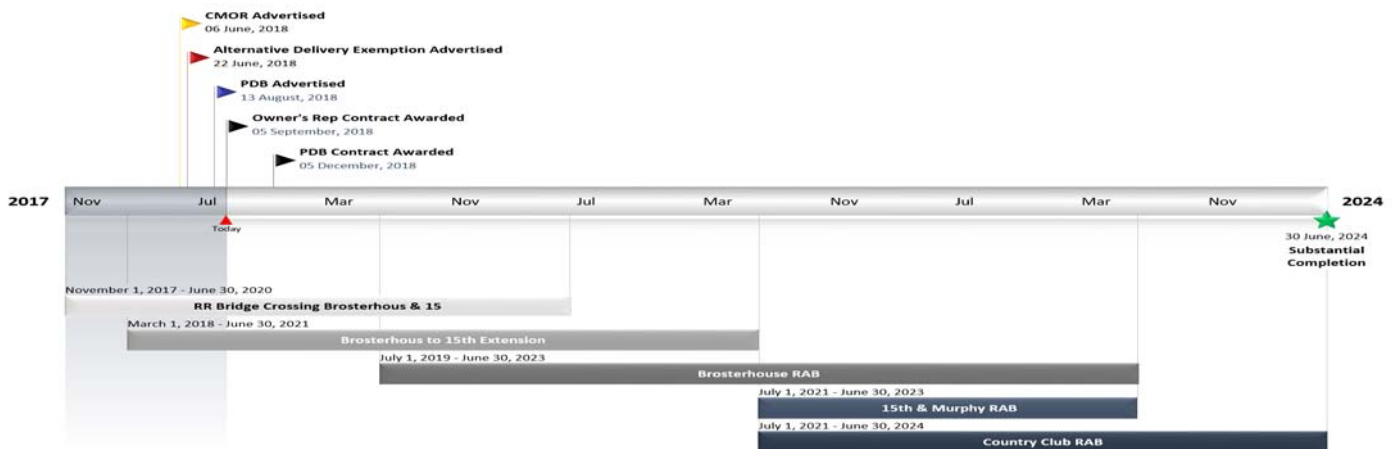 CMOR Advertised
06 June, 2018
Alternative Delivery Exemption Advertised
22 June, 2018
PDB Advertised
13 August, 2018
Owner's Rep Contract Awarded
05 September, 2018
PDB Contract Awarded
05 December, 2018
2017 Nov Jul Mar Nov Jul Mar Nov Jul Mar Nov 2024
Today
30 June, 2024
Substantial
Completion
November 1, 2017 - June 30, 2020
RR Bridge Crossing Brosterhous & 15
March 1, 2018 - June 30, 2021
Brosterhous to 15th Extension
July 1, 2019 - June 30, 2023
Brosterhouse RAB
July 1, 2021 - June 30, 2023
15th & Murphy RAB
July 1, 2021 - June 30, 2024
Country Club RAB